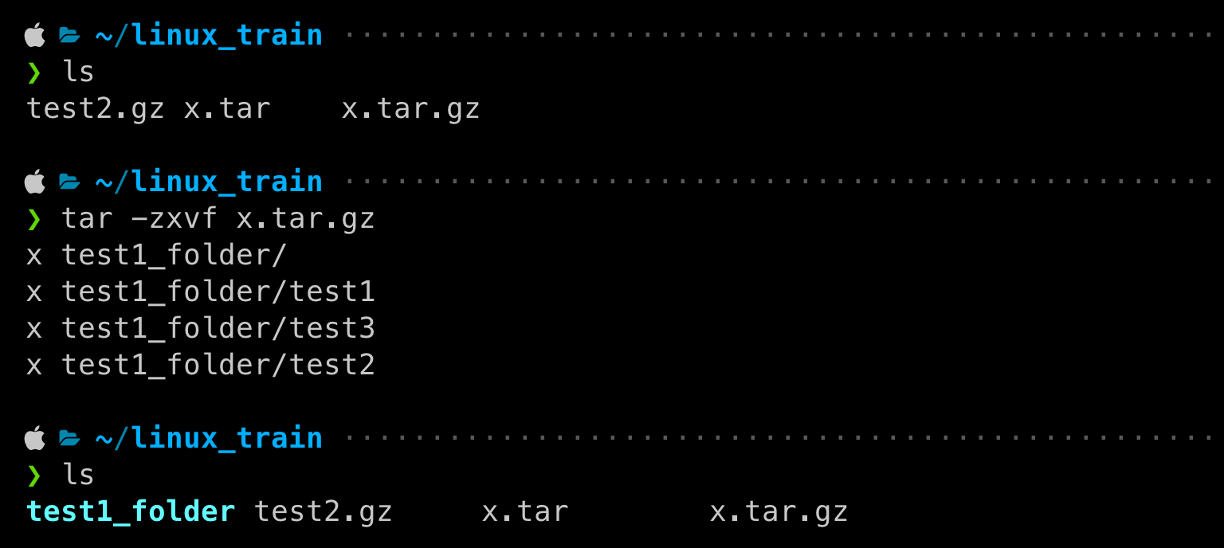 ~/linux_train ··················································
❯ ls
test2.gz x.tar    x.tar.gz
~/linux_train ··················································
❯ tar -zxvf x.tar.gz
x test1_folder/
x test1_folder/test1
x test1_folder/test3
x test1_folder/test2
~/linux_train ··················································
❯ ls
test1_folder test2.gz     x.tar        x.tar.gz